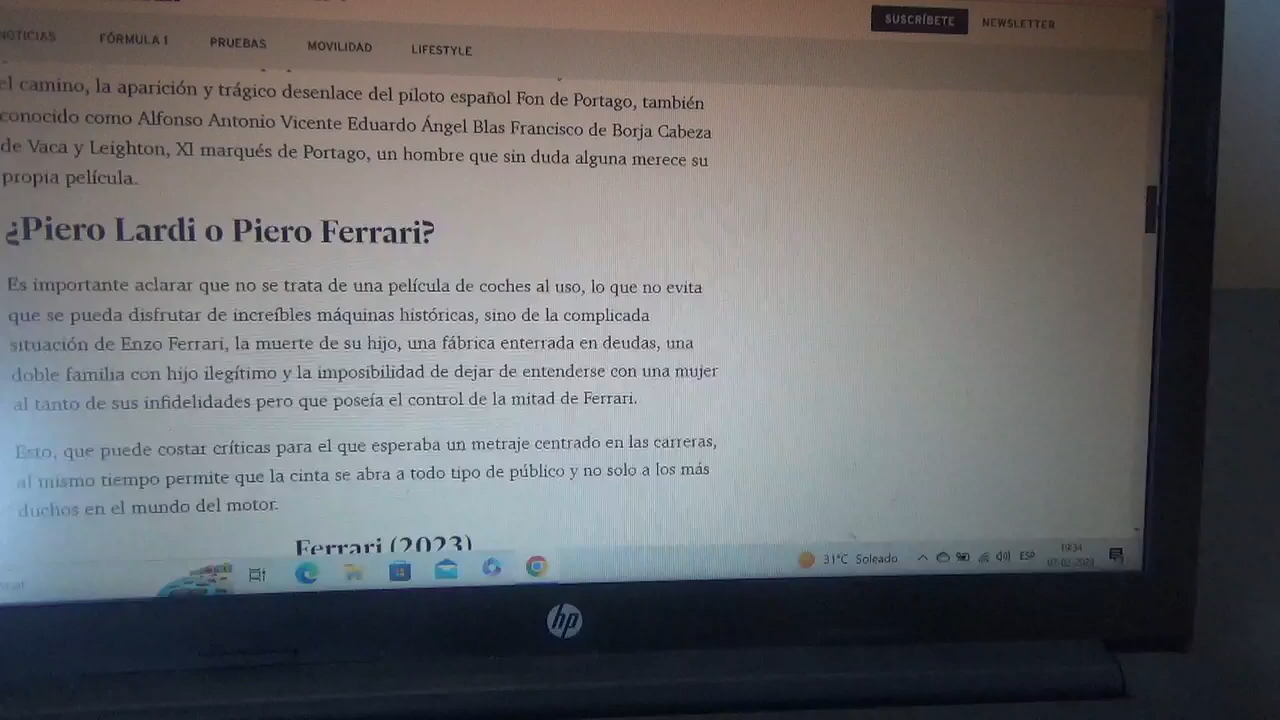 SUSCRÍBETE NEWSLETTER
NOTICIAS FÓRMULA 1 PRUEBAS MOVILIDAD LIFESTYLE
el camino, la aparición y trágico desenlace del piloto español Fon de Portago, también
conocido como Alfonso Antonio Vicente Eduardo Ángel Blas Francisco de Borja Cabeza
de Vaca y Leighton, XI marqués de Portago, un hombre que sin duda alguna merece su
propia película.
¿Piero Lardi o Piero Ferrari?
Es importante aclarar que no se trata de una película de coches al uso, lo que no evita
que se pueda disfrutar de increíbles máquinas históricas, sino de la complicada
situación de Enzo Ferrari, la muerte de su hijo, una fábrica enterrada en deudas, una
doble familia con hijo ilegítimo y la imposibilidad de dejar de entenderse con una mujer
al tanto de sus infidelidades pero que poseía el control de la mitad de Ferrari.
Esto, que puede costar críticas para el que esperaba un metraje centrado en las carreras,
al mismo tiempo permite que la cinta se abra a todo tipo de público y no solo a los más
duchos en el mundo del motor.
Ferrari (2023)
31°C Soleado ESP 19:34
hp